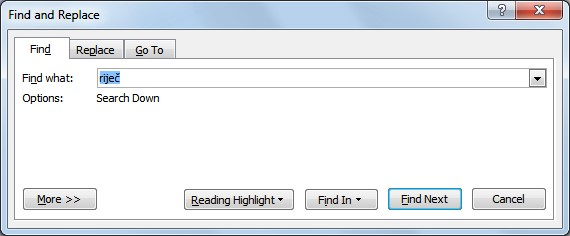 Find and Replace
Find Replace Go To
Find what: riječ
Options: Search Down
More >> Reading Highlight Find In Find Next Cancel